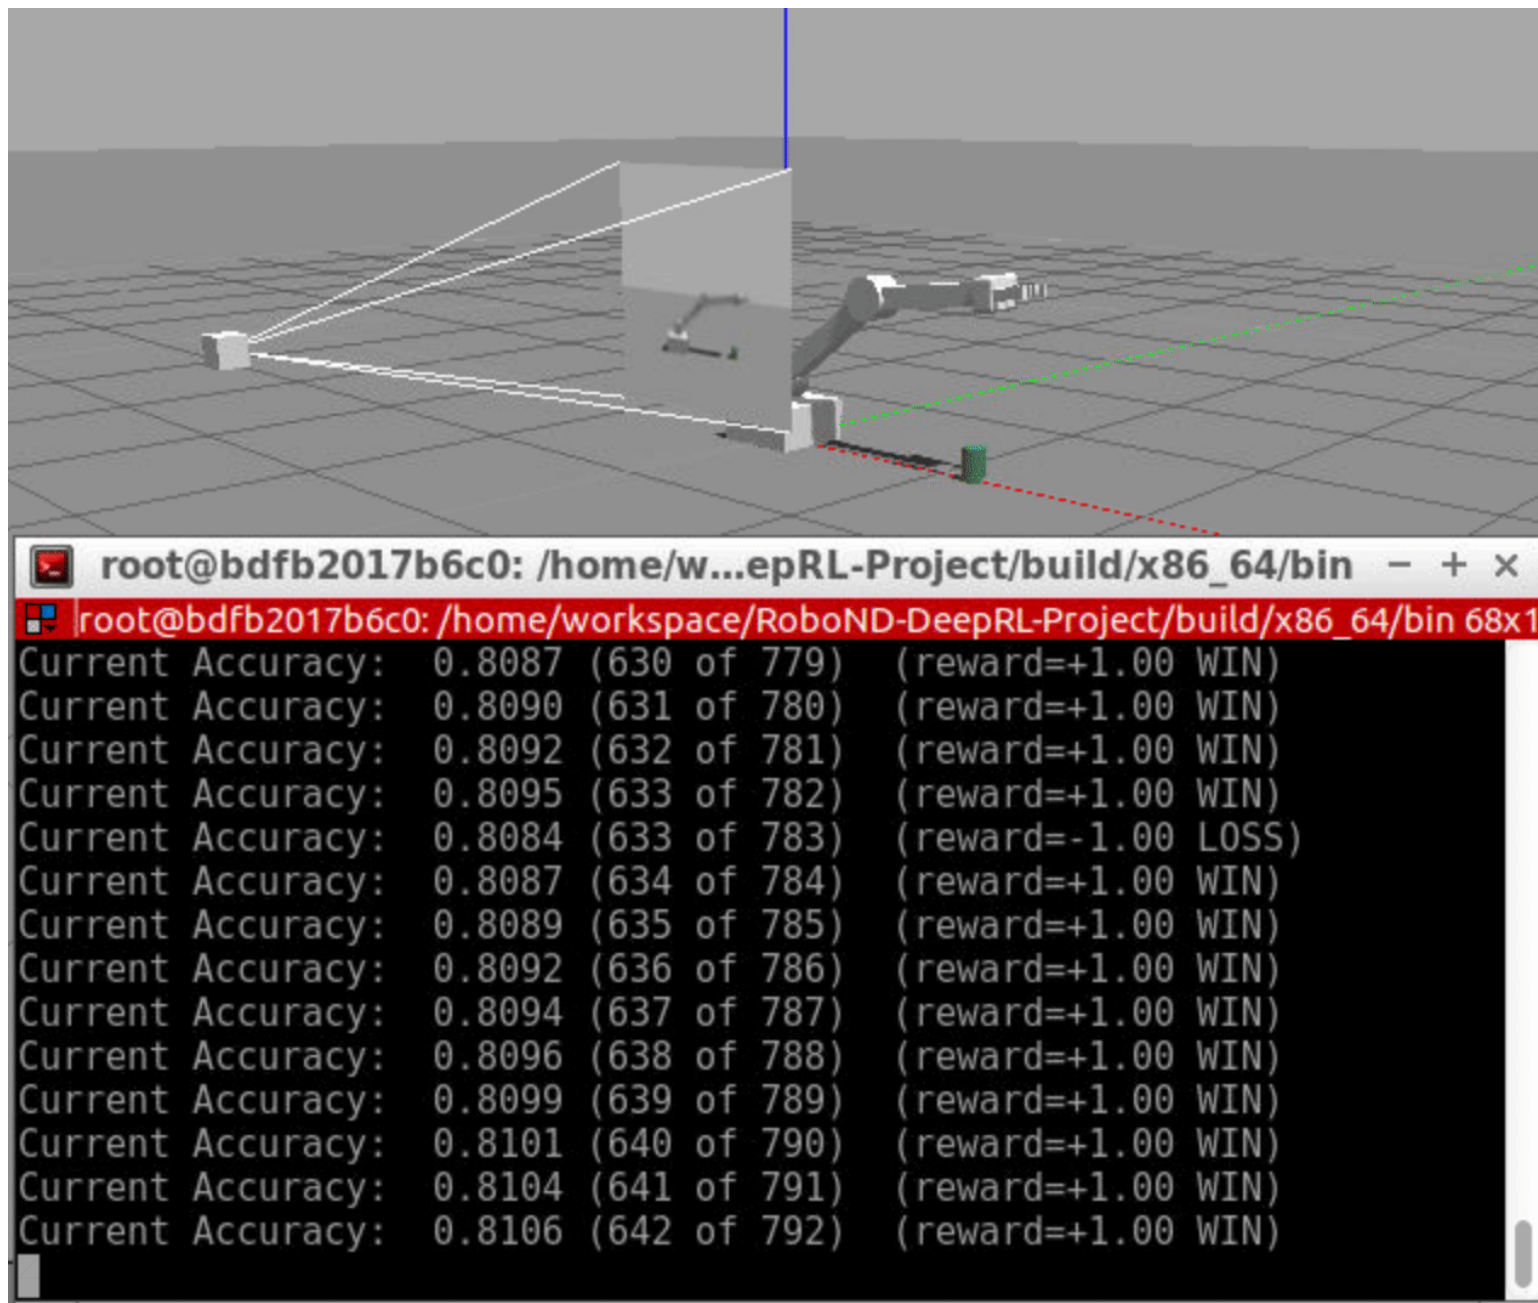 root@bdfb2017b6c0: /home/w...epRL-Project/build/x86_64/bin
root@bdfb2017b6c0: /home/workspace/RoboND-DeepRL-Project/build/x86_64/bin 68x1
Current Accuracy:  0.8087 (630 of 779)  (reward=+1.00 WIN)
Current Accuracy:  0.8090 (631 of 780)  (reward=+1.00 WIN)
Current Accuracy:  0.8092 (632 of 781)  (reward=+1.00 WIN)
Current Accuracy:  0.8095 (633 of 782)  (reward=+1.00 WIN)
Current Accuracy:  0.8084 (633 of 783)  (reward=-1.00 LOSS)
Current Accuracy:  0.8087 (634 of 784)  (reward=+1.00 WIN)
Current Accuracy:  0.8089 (635 of 785)  (reward=+1.00 WIN)
Current Accuracy:  0.8092 (636 of 786)  (reward=+1.00 WIN)
Current Accuracy:  0.8094 (637 of 787)  (reward=+1.00 WIN)
Current Accuracy:  0.8096 (638 of 788)  (reward=+1.00 WIN)
Current Accuracy:  0.8099 (639 of 789)  (reward=+1.00 WIN)
Current Accuracy:  0.8101 (640 of 790)  (reward=+1.00 WIN)
Current Accuracy:  0.8104 (641 of 791)  (reward=+1.00 WIN)
Current Accuracy:  0.8106 (642 of 792)  (reward=+1.00 WIN)